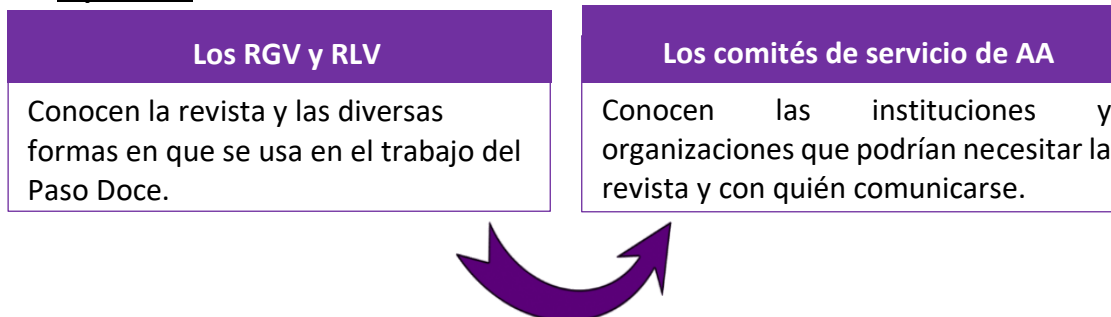 Los RGV y RLV
Conocen la revista y las diversas
formas en que se usa en el trabajo del
Paso Doce.
Los comités de servicio de AA
Conocen las instituciones y
organizaciones que podrían necesitar la
revista y con quién comunicarse.